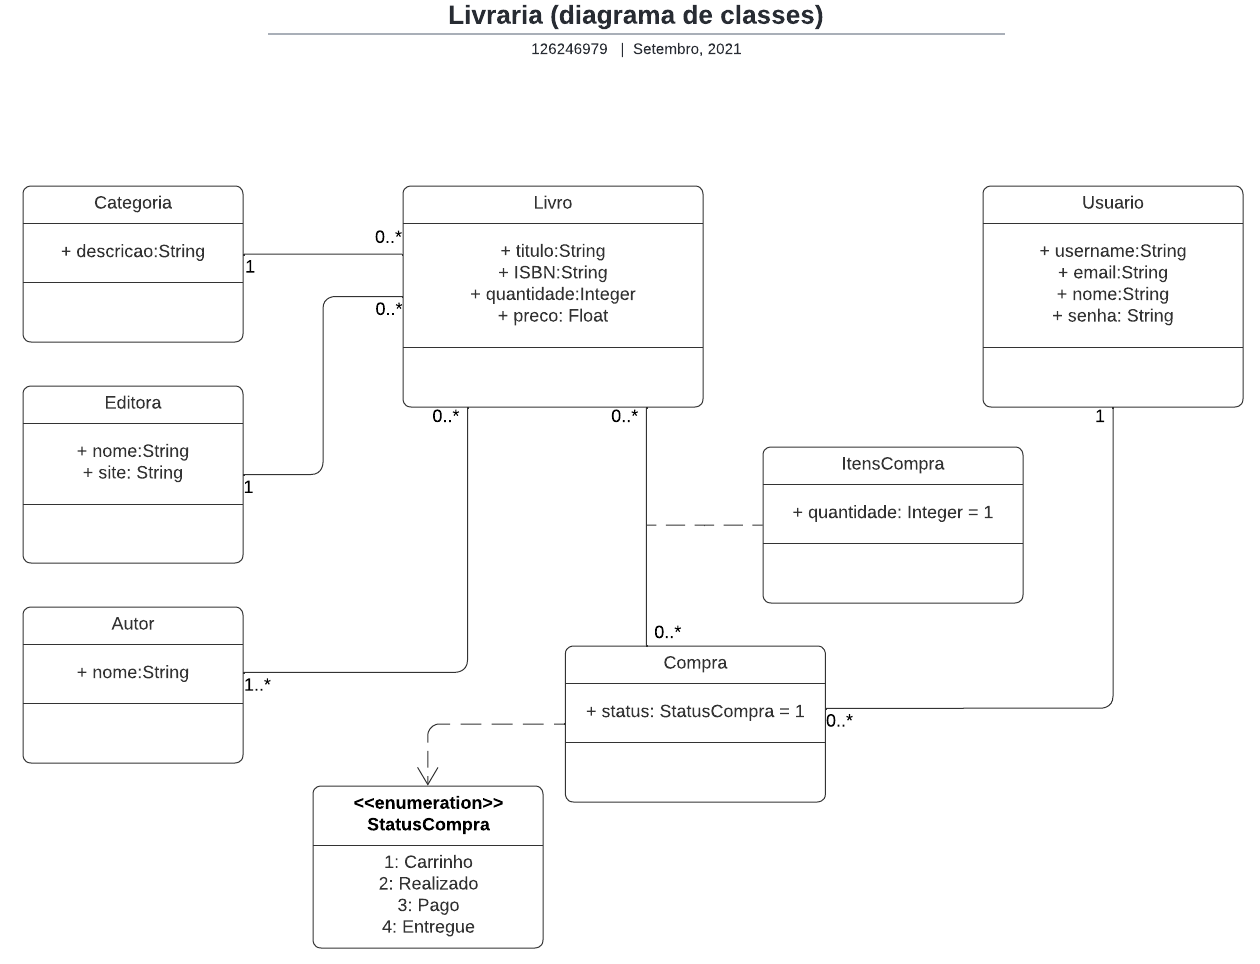 Livraria (diagrama de classes)
126246979 | Setembro, 2021
Categoria
+ descricao:String
1
0..*
Livro
+ titulo:String
+ ISBN:String
+ quantidade:Integer
+ preco: Float
0..*
0..*
0..*
Usuario
+ username:String
+ email:String
+ nome:String
+ senha: String
1
Editora
+ nome:String
+ site: String
1
ItensCompra
+ quantidade: Integer = 1
Autor
+ nome:String
1..*
0..*
Compra
+ status: StatusCompra = 1
0..*
<<enumeration>>
StatusCompra
1: Carrinho
2: Realizado
3: Pago
4: Entregue